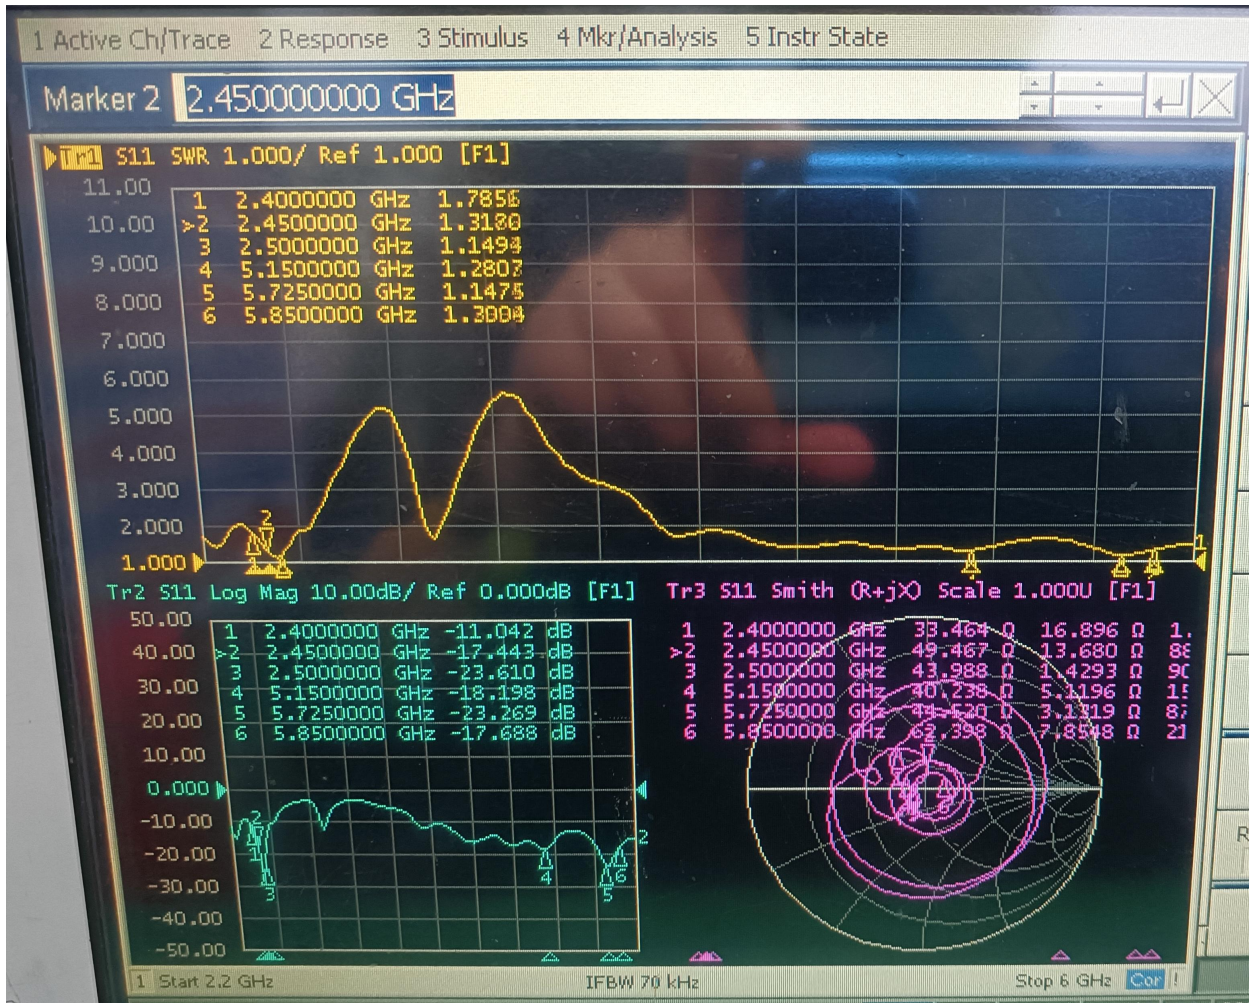 1 Active Ch/Trace 2 Response 3 Stimulus 4 Mkr/Analysis 5 Instr State
Marker 2 2.450000000 GHz
Tr1 S11 SWR 1.000/ Ref 1.000 [F1]
11.00
10.00
9.000
8.000
7.000
6.000
5.000
4.000
3.000
2.000
1.000
1 2.4000000 GHz 1.7856
>2 2.4500000 GHz
3 2.5000000 GHz 1.1494
4 5.1500000 GHz 1.2807
5 5.7250000 GHz 1.1475
6 5.8500000 GHz
2
1
Tr2 S11 Log Mag 10.00dB/ Ref 0.000dB [F1]
50.00
40.00
30.00
20.00
10.00
0.000
-10.00
-20.00
-30.00
-40.00
-50.00
1 2.4000000 GHz -11.042 dB
>2 2.4500000 GHz -17.443 dB
3 2.5000000 GHz -23.610 dB
4 5.1500000 GHz -18.198 dB
5 5.7250000 GHz -23.269 dB
6 5.8500000 GHz -17.688 dB
2
1
3
4
5
6
2
Tr3 S11 Smith (R+jX) Scale 1.000U [F1]
1 2.4000000 GHz 33.464 Ω 16.896 Ω 1.
>2 2.4500000 GHz 49.467 Ω 13.680 Ω
3 2.5000000 GHz 43.988 Ω 1.4293 Ω
4 5.1500000 GHz 40.238 Ω 5.1196 Ω
5 5.7250000 GHz 44.520 Ω Ω
6 5.8500000 GHz 62.398 Ω 7.8548 Ω 21
1 Start 2.2 GHz IFBW 70 kHz Stop 6 GHz Cor !
R